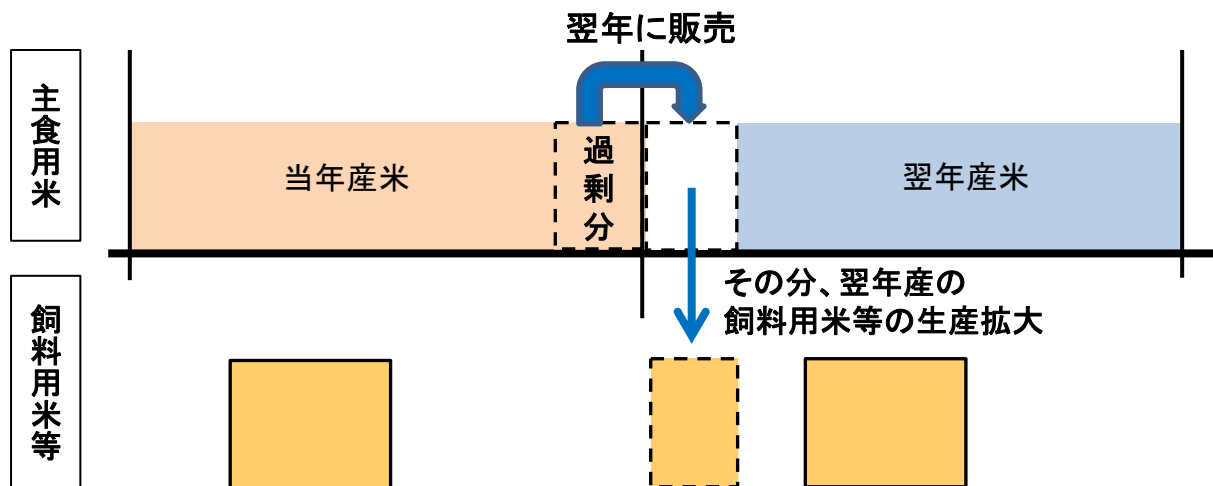 翌年に販売
主食用米
当年産米
過剰分
翌年産米
その分、翌年産の
飼料用米等の生産拡大
飼料用米等